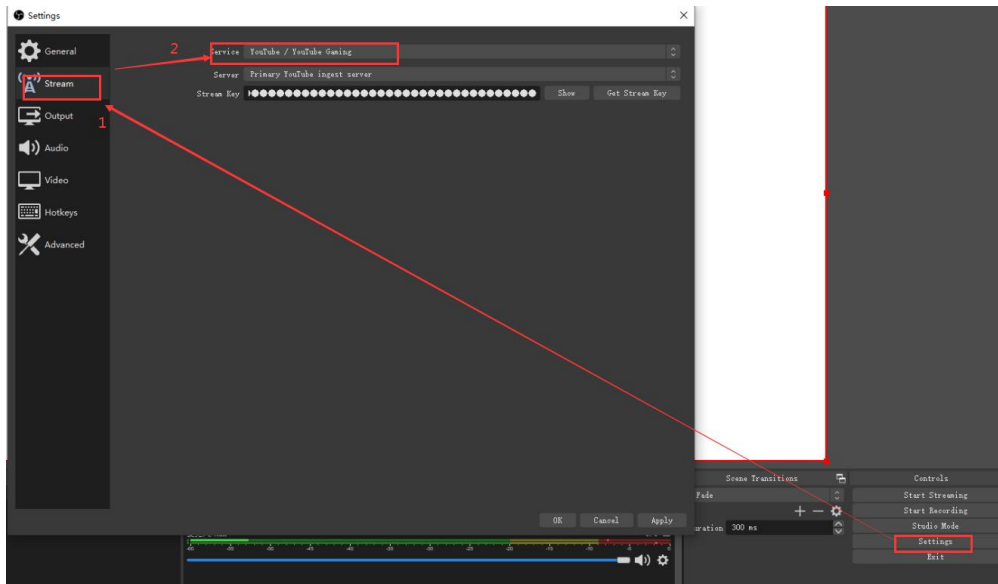 Settings
General
Stream
Output
Audio
Video
Hotkeys
Advanced
2
1
Service YouTube / YouTube Gaming
Server Primary YouTube ingest server
Stream Key Show Get Stream Key
OK Cancel Apply
Scene Transitions
Fade
300 ms
Controls
Start Streaming
Start Recording
Studio Mode
Settings
Exit